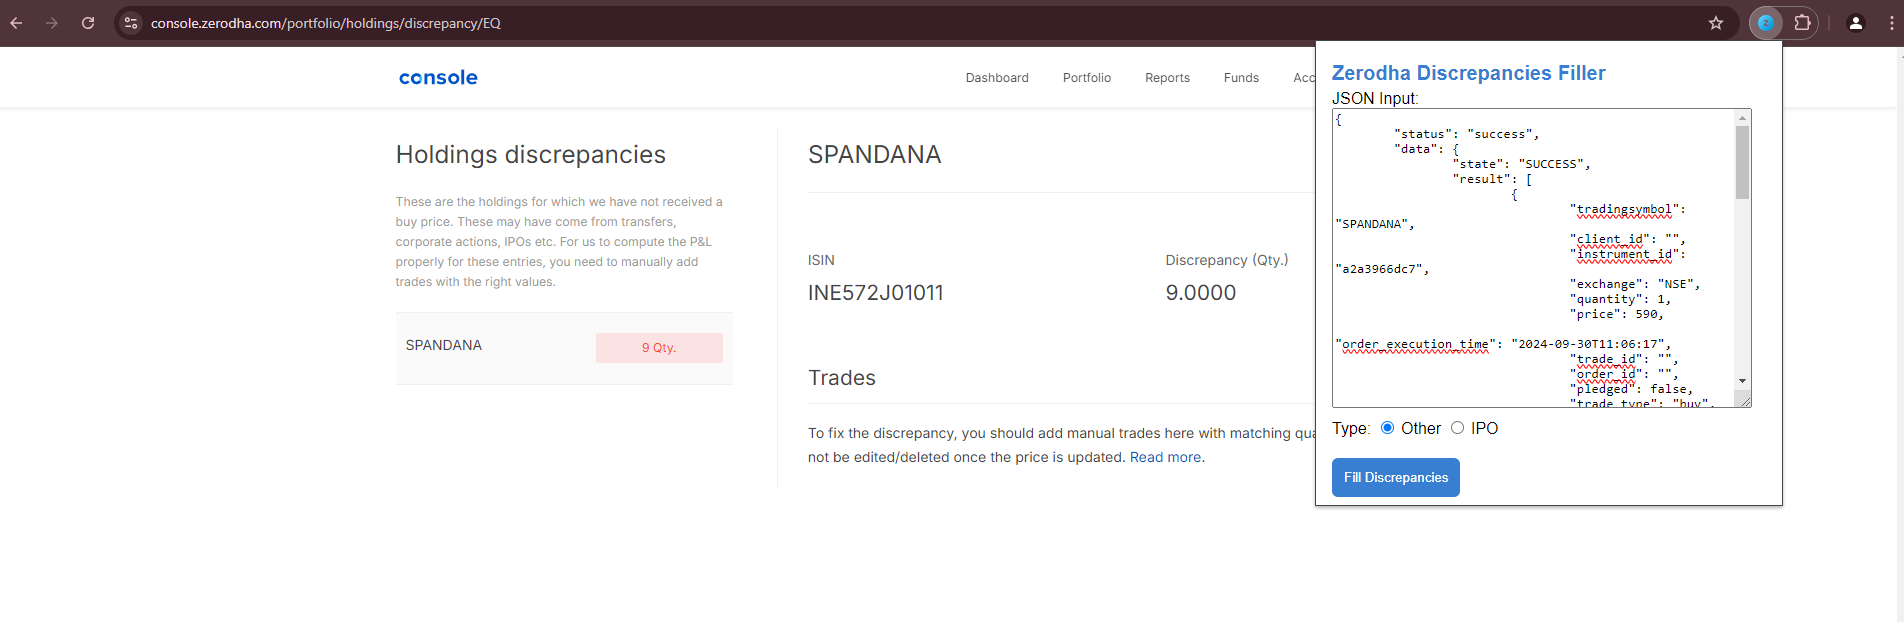 console.zerodha.com/portfolio/holdings/discrepancy/EQ
console
Dashboard
Portfolio
Reports
Funds
Acc
Holdings discrepancies
These are the holdings for which we have not received a
buy price. These may have come from transfers,
corporate actions, IPOs etc. For us to compute the P&L
properly for these entries, you need to manually add
trades with the right values.
SPANDANA
9 Qty.
SPANDANA
ISIN
INE572J01011
Discrepancy (Qty.)
9.0000
Trades
To fix the discrepancy, you should add manual trades here with matching qua
not be edited/deleted once the price is updated. Read more.
Zerodha Discrepancies Filler
JSON Input:
{
"status": "success",
"data": {
"state": "SUCCESS",
"result": [
{
"tradingsymbol":
"SPANDANA",
"client_id": "",
"instrument_id":
"a2a3966dc7",
"exchange": "NSE",
"quantity": 1,
"price": 590,
"order_execution_time": "2024-09-30T11:06:17",
"trade_id": "",
"order_id": "",
"pledged": false,
"trade_type": "buy",
Type: Other IPO
Fill Discrepancies